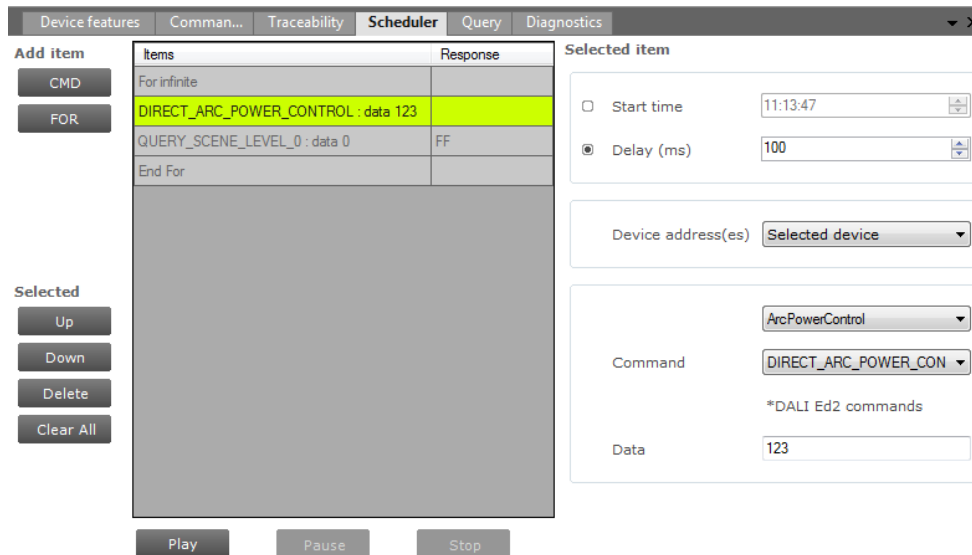 Device features Comman... Traceability Scheduler Query Diagnostics
Add item
CMD
FOR
Items Response
For infinite
DIRECT_ARC_POWER_CONTROL : data 123
QUERY_SCENE_LEVEL_0 : data 0 FF
End For
Selected
Up
Down
Delete
Clear All
Play Pause Stop
Selected item
Start time 11:13:47
Delay (ms) 100
Device address(es) Selected device
ArcPowerControl
Command DIRECT_ARC_POWER_CON
*DALI Ed2 commands
Data 123